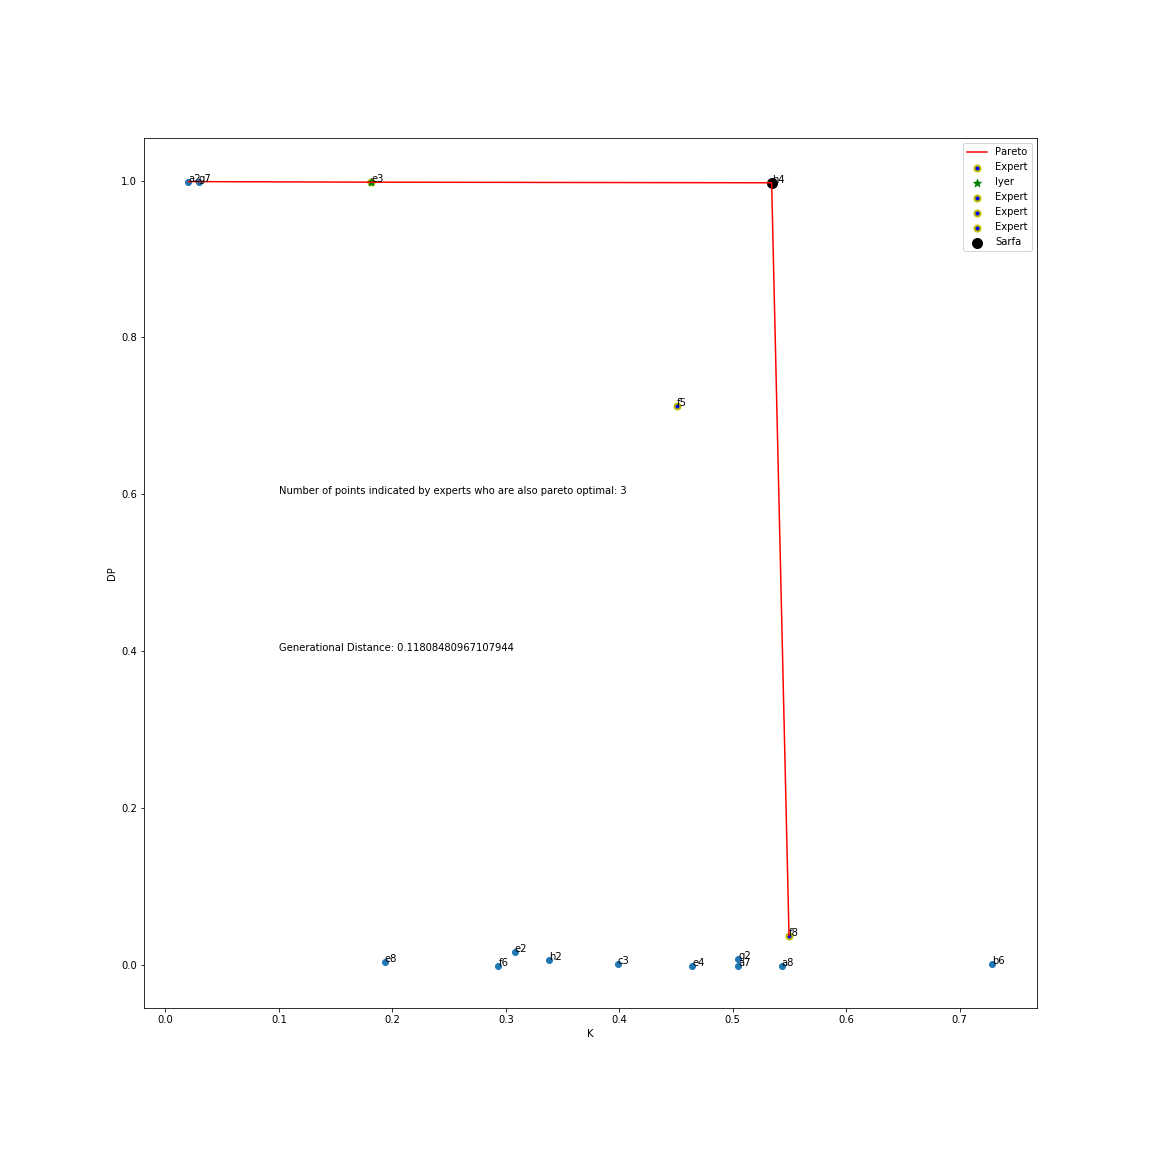 Pareto
Expert
Iyer
Expert
Expert
Expert
Sarfa
1.0
a2
g7
e3
0.8
f5
0.6
Number of points indicated by experts who are also pareto optimal: 3
DP
0.4
Generational Distance: 0.11808480967107944
0.2
f8
0.0
e8
f6
e2
h2
c3
e4
g2
a7
a8
b6
0.0 0.1 0.2 0.3 0.4 0.5 0.6 0.7
K